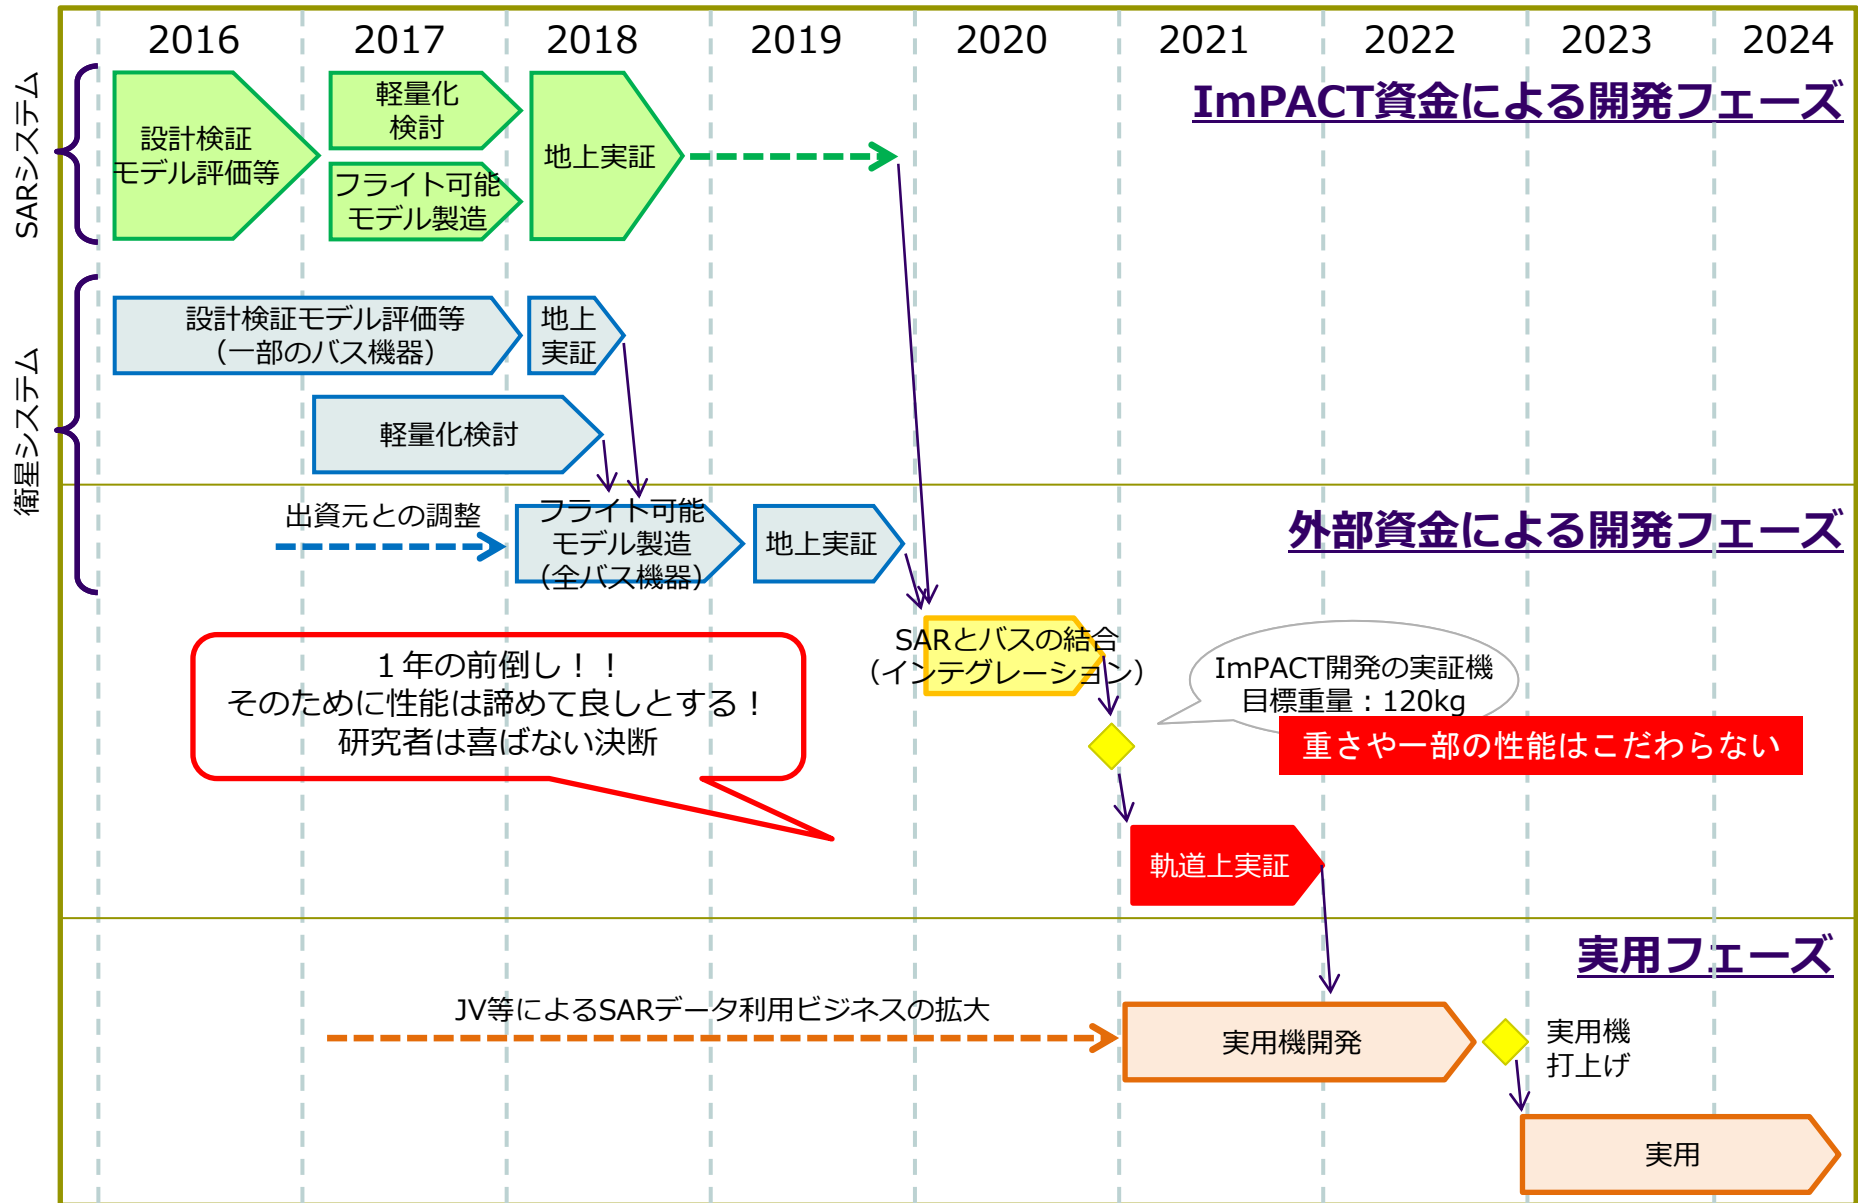 2016
2017
2018
2019
2020
2021
2022
2023
2024
ImPACT資金による開発フェーズ
SARシステム
設計検証
モデル評価等
軽量化
検討
フライト可能
モデル製造
地上実証
衛星システム
設計検証モデル評価等
（一部のバス機器）
地上
実証
軽量化検討
外部資金による開発フェーズ
出資元との調整
フライト可能
モデル製造
（全バス機器）
地上実証
SARとバスの結合
（インテグレーション）
１年の前倒し！！
そのために性能は諦めて良しとする！
研究者は喜ばない決断
ImPACT開発の実証機
目標重量：120kg
重さや一部の性能はこだわらない
軌道上実証
実用フェーズ
JV等によるSARデータ利用ビジネスの拡大
実用機開発
実用機
打上げ
実用